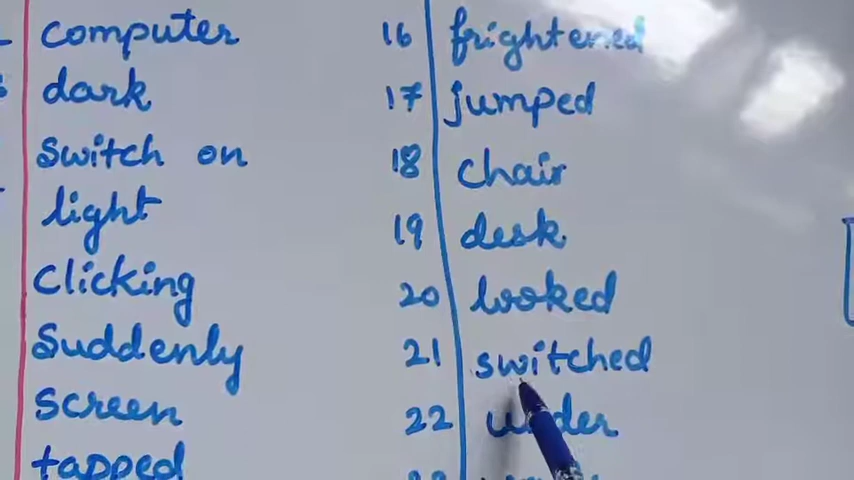 computer
dark
switch on
light
clicking
suddenly
screen
tapped
16 frightened
17 jumped
18 chair
19 desk
20 looked
21 switched
22 under